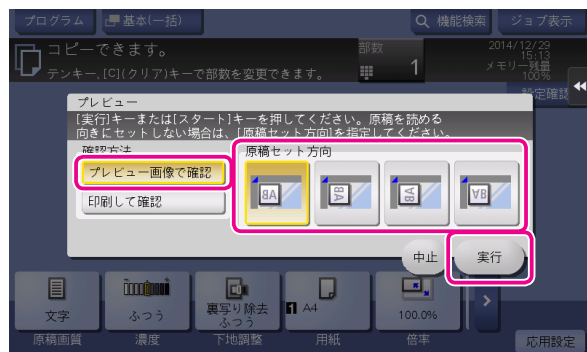 プログラム
基本(一括)
機能検索
ジョブ表示
コピーできます。
テンキー、[C](クリア)キーで部数を変更できます。
部数
1
2014/12/29
15:13
メモリー残量
100%
設定確認
プレビュー
[実行]キーまたは[スタート]キーを押してください。原稿を読める
向きにセットしない場合は、[原稿セット方向]を指定してください。
確認方法
プレビュー画像で確認
印刷して確認
原稿セット方向
AB
AB
AB
AB
中止
実行
文字
ふつう
裏写り除去
ふつう
1 A4
100.0%
原稿画質
濃度
下地調整
用紙
倍率
応用設定